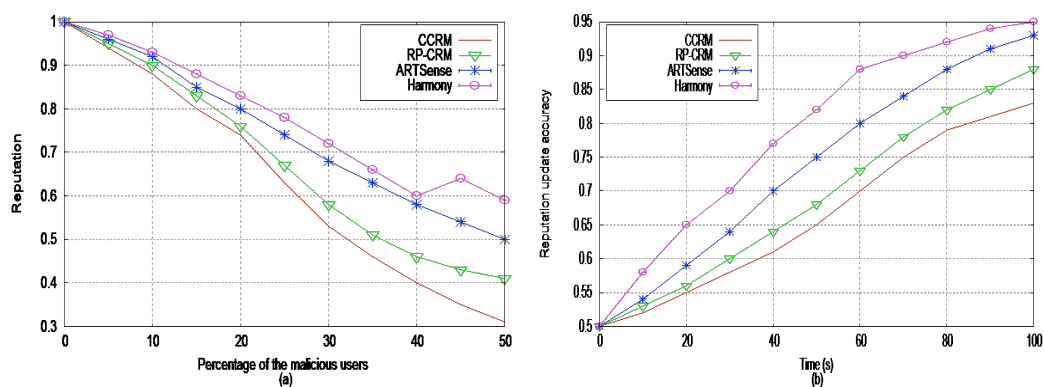 1
0.9
0.8
0.7
0.6
0.5
0.4
0.3
0
10
20
30
40
50
Reputation
Percentage of the malicious users
(a)
CCRM
RP-CRM
ARTSense
Harmony
0.95
0.9
0.85
0.8
0.75
0.7
0.65
0.6
0.55
0.5
0
20
40
60
80
100
Reputation update accuracy
Time (s)
(b)
CCRM
RP-CRM
ARTSense
Harmony